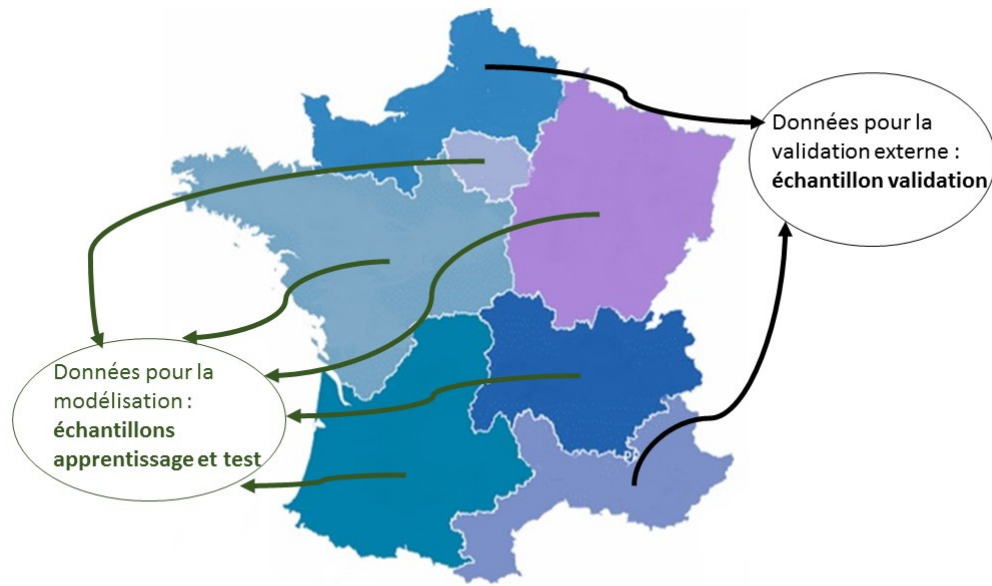 Données pour la
validation externe :
échantillon validation
Données pour la
modélisation :
échantillons
apprentissage et test